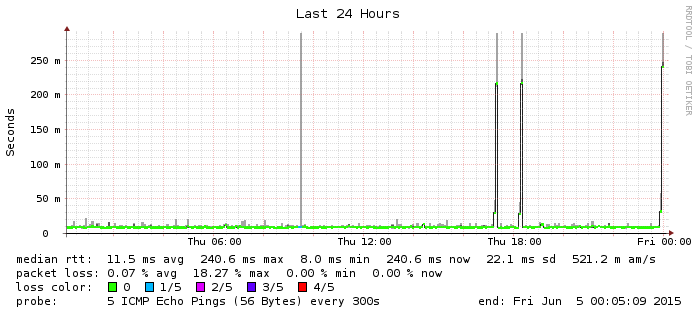 Last 24 Hours
RRDTOOL / TOBI OETIKER
Seconds
250 m
200 m
150 m
100 m
50 m
0
Thu 06:00 Thu 12:00 Thu 18:00 Fri 00:00
median rtt: 11.5 ms avg 240.6 ms max 8.0 ms min 240.6 ms now 22.1 ms sd 521.2 m am/s
packet loss: 0.07 % avg 18.27 % max 0.00 % min 0.00 % now
loss color: 0 1/5 2/5 3/5 4/5
probe: 5 ICMP Echo Pings (56 Bytes) every 300s end: Fri Jun 5 00:05:09 2015